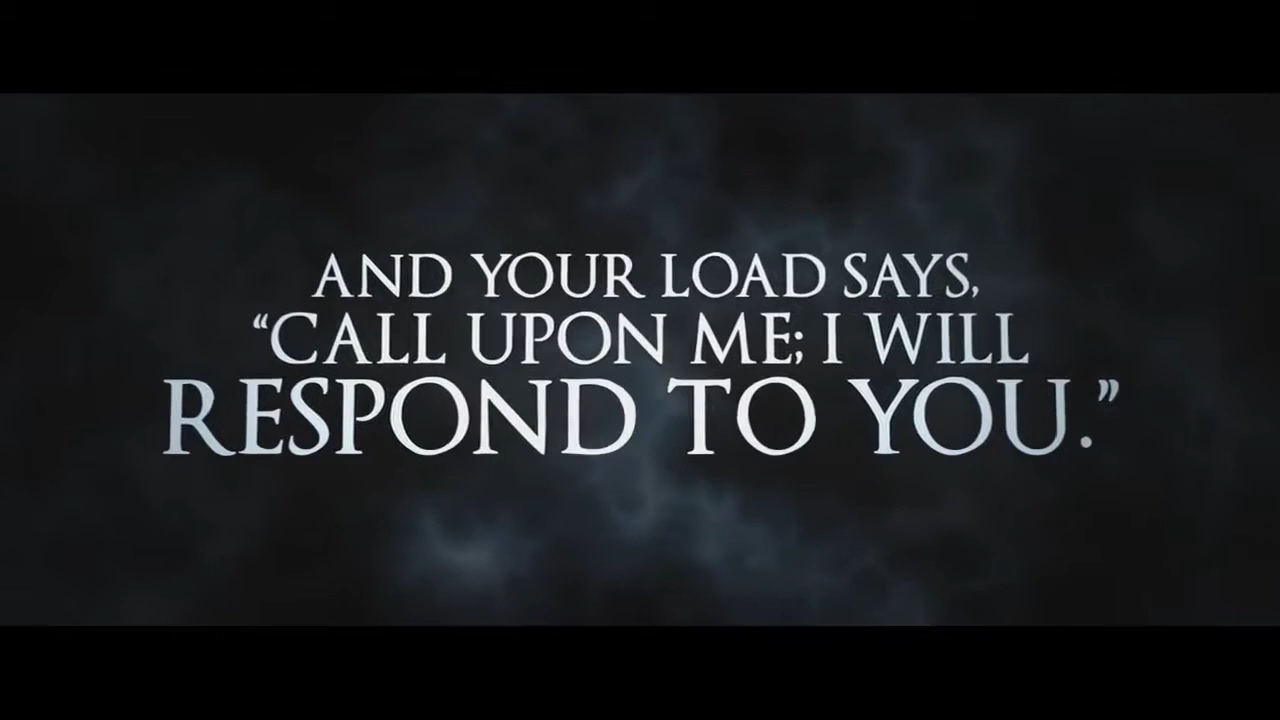 AND YOUR LOAD SAYS,
“CALL UPON ME; I WILL
RESPOND TO YOU.”